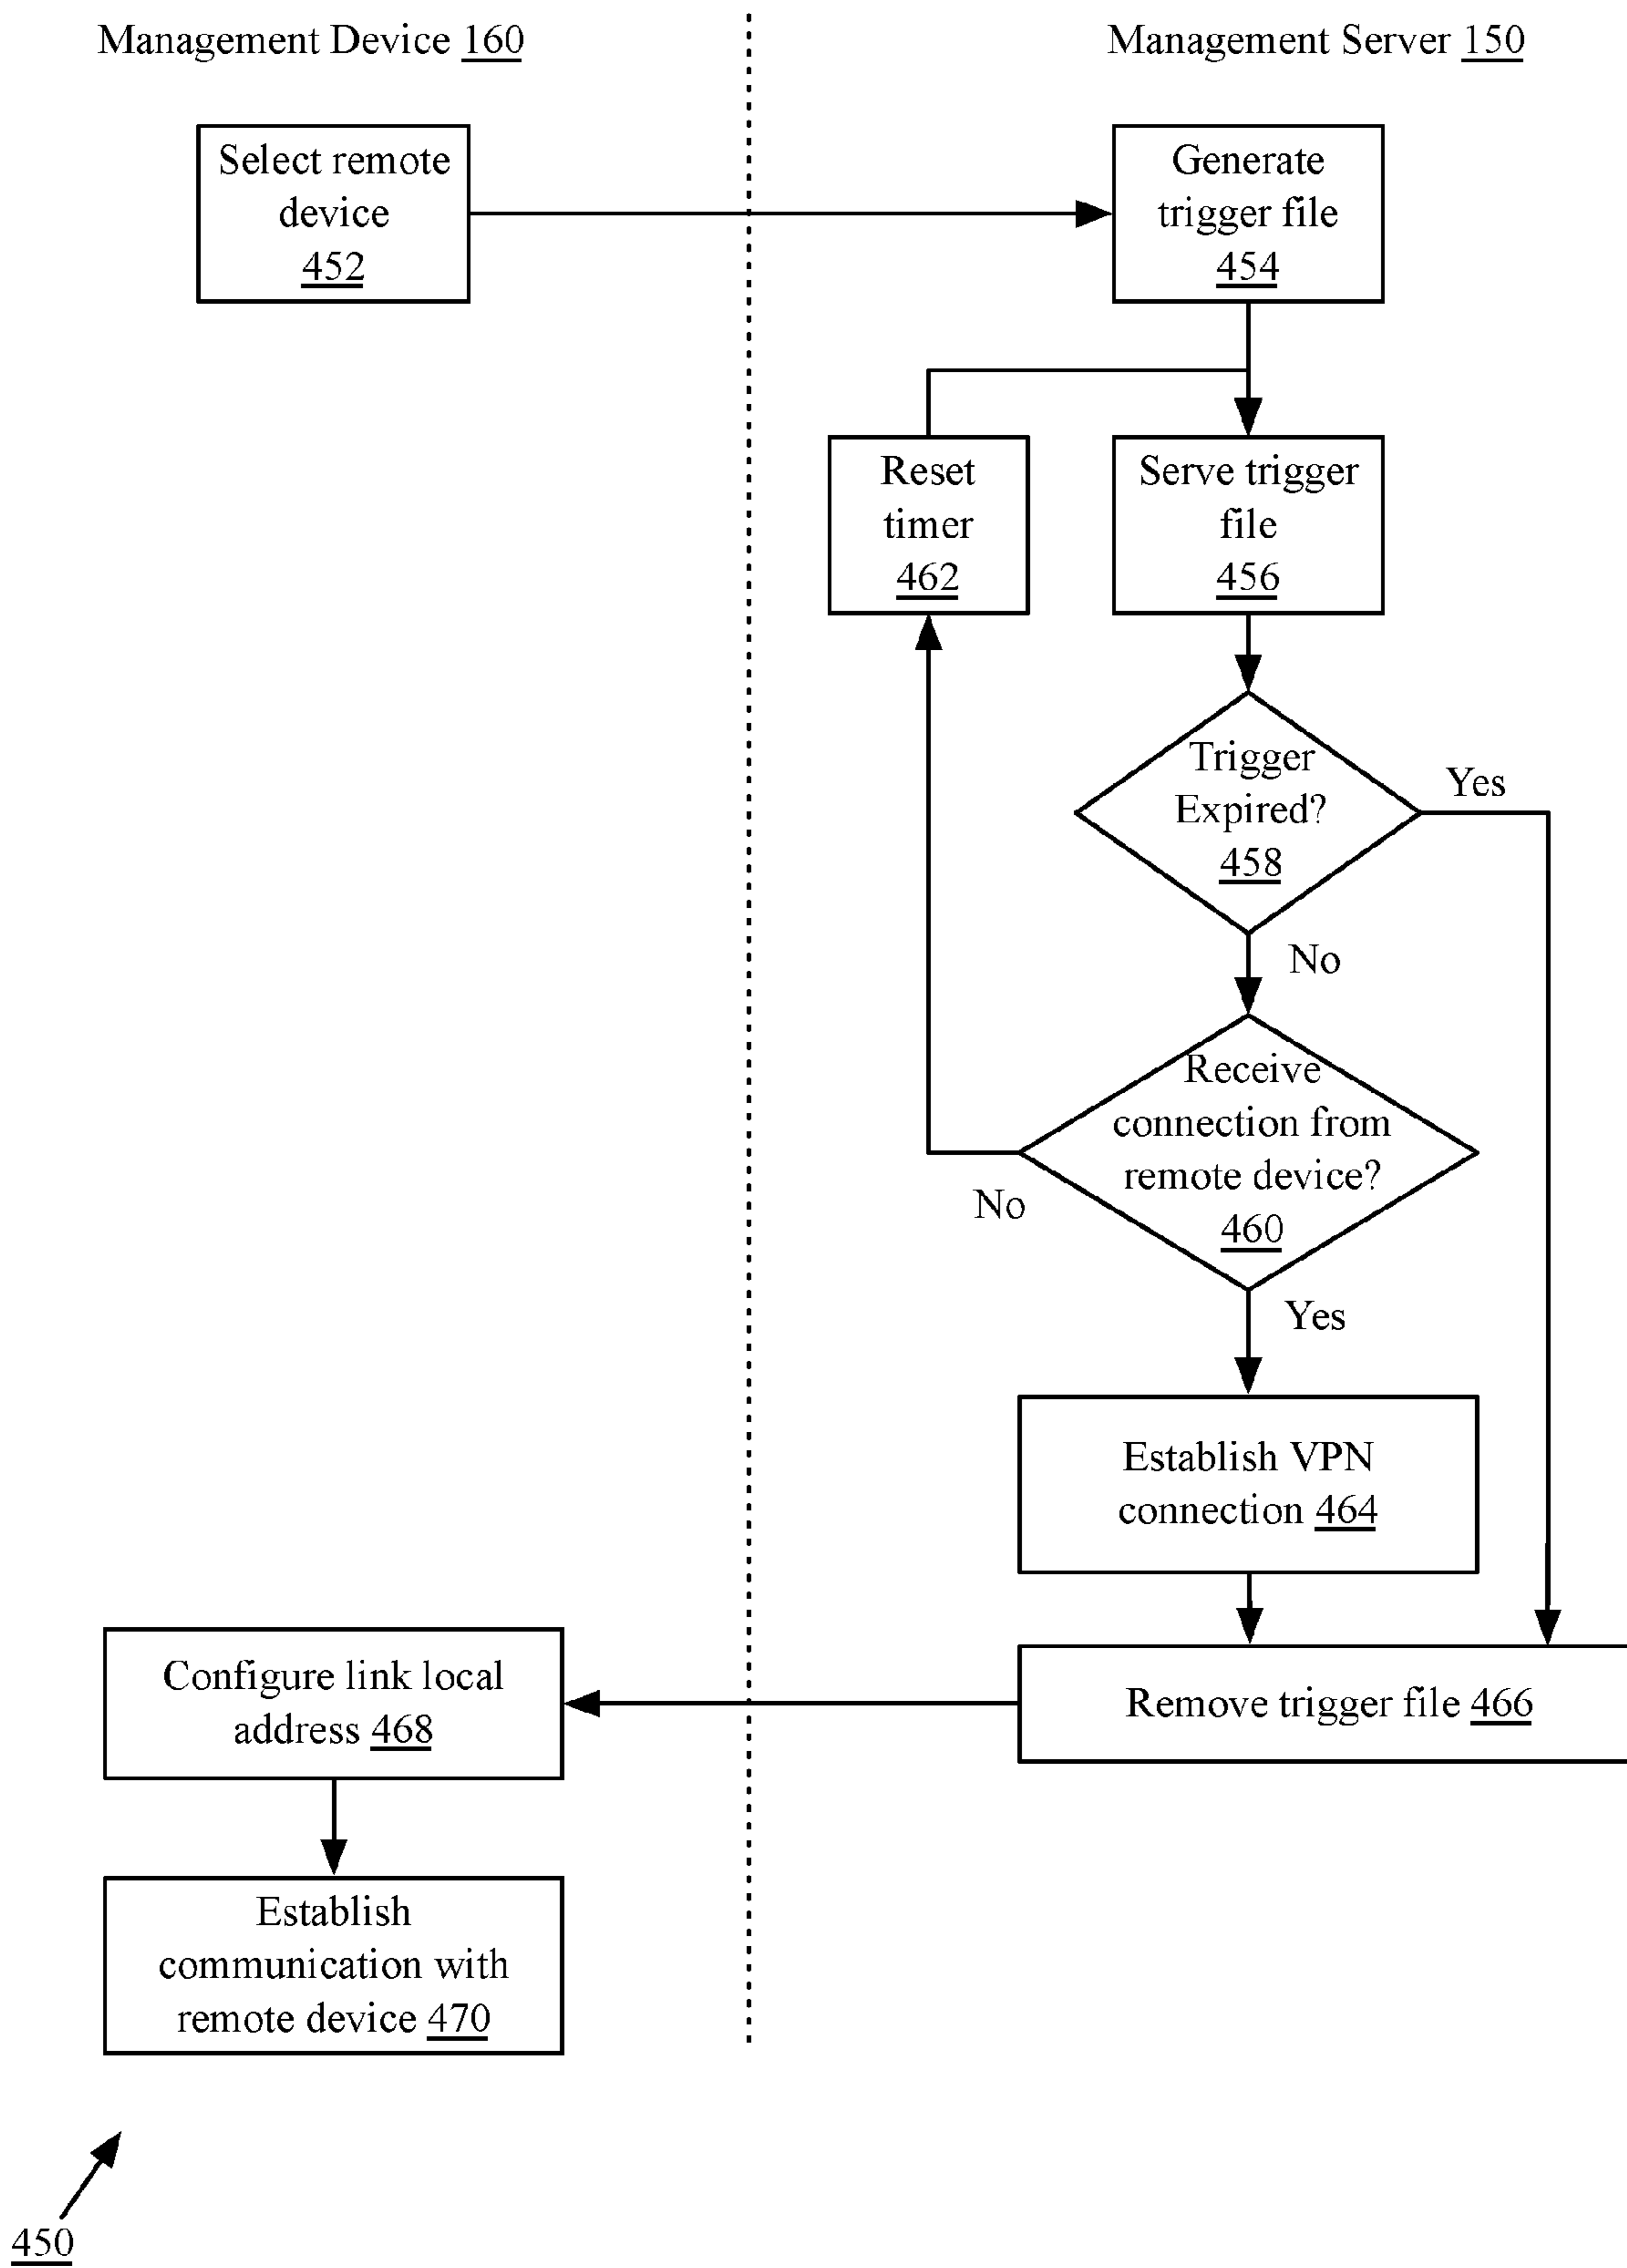 Management Device 160
Management Server 150
Select remote
device
452
Generate
trigger file
454
Reset
timer
462
Serve trigger
file
456
Trigger
Expired?
458
Yes
No
Receive
connection from
remote device?
460
No
Yes
Establish VPN
connection 464
Configure link local
address 468
Remove trigger file 466
Establish
communication with
remote device 470
450